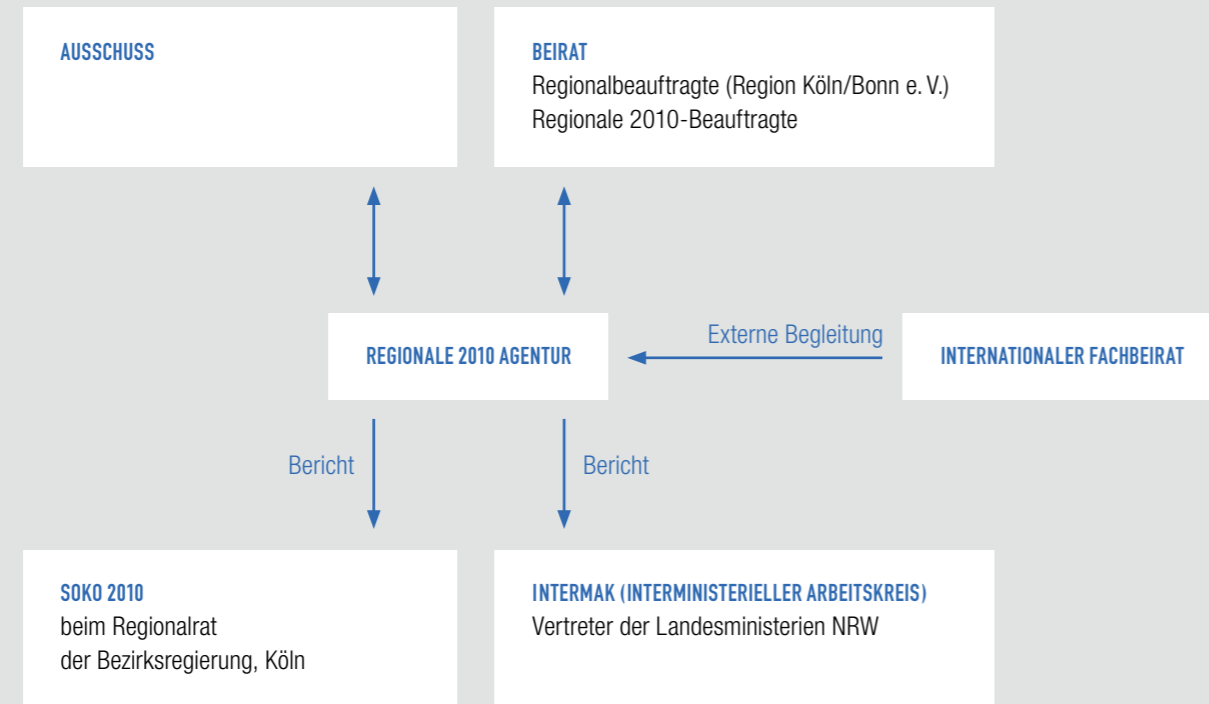 AUSSCHUSS
BEIRAT
Regionalbeauftragte (Region Köln/Bonn e. V.)
Regionale 2010-Beauftragte
REGIONALE 2010 AGENTUR
Externe Begleitung
INTERNATIONALER FACHBEIRAT
Bericht
Bericht
SOKO 2010
beim Regionalrat
der Bezirksregierung, Köln
INTERMAK (INTERMINISTERIELLER ARBEITSKREIS)
Vertreter der Landesministerien NRW